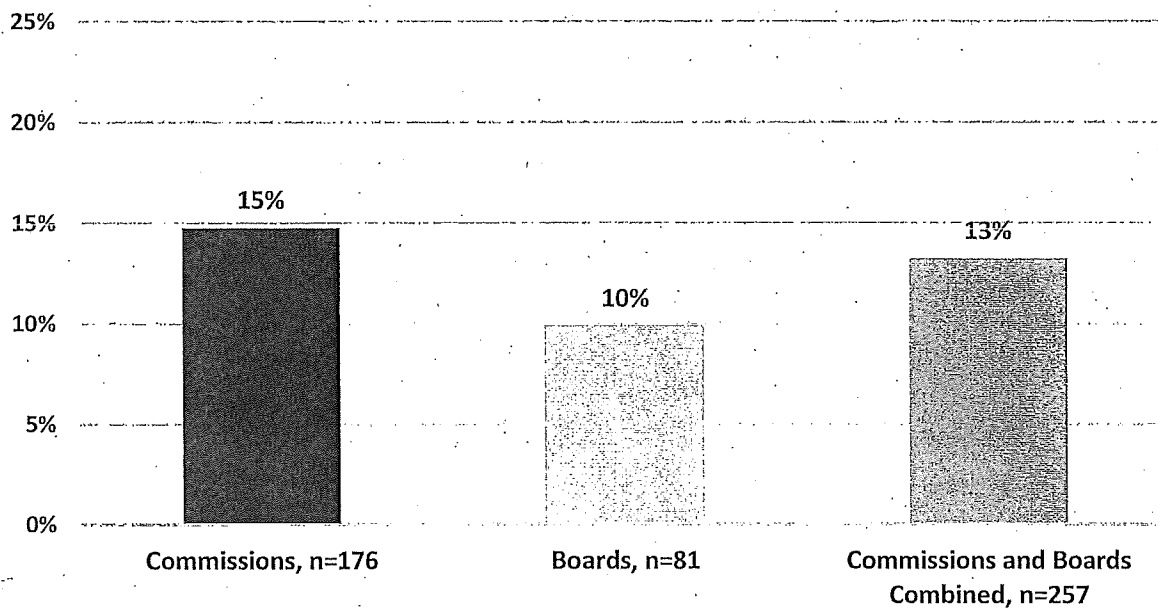 25%
20%
15%
15%
13%
10%
10%
5%
0%
Commissions, n=176
Boards, n=81
Commissions and Boards
Combined, n=257